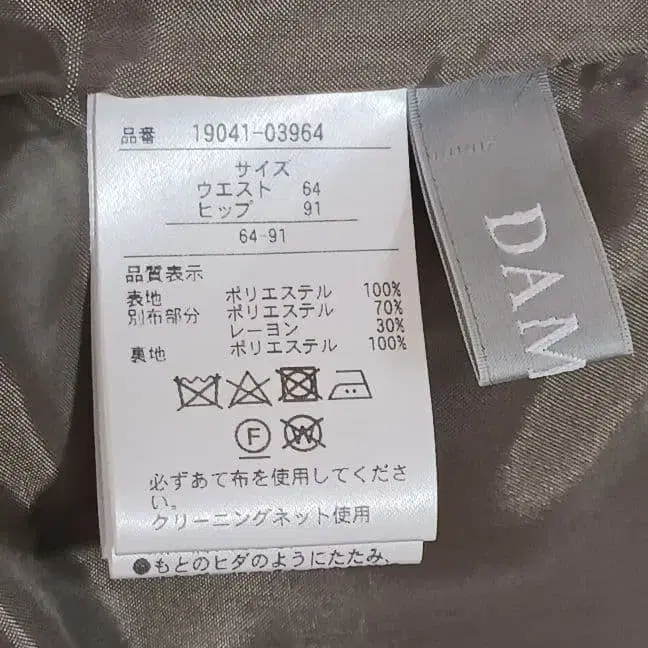 品番 19041-03964
サイズ
ウエスト 64
ヒップ 91
64-91
品質表示
表地 ポリエステル 100%
別布部分 ポリエステル 70%
レーヨン 30%
裏地 ポリエステル 100%
F W
必ずあて布を使用してくださ
い。
クリーニングネット使用
●もとのヒダのようにたたみ、
DAM